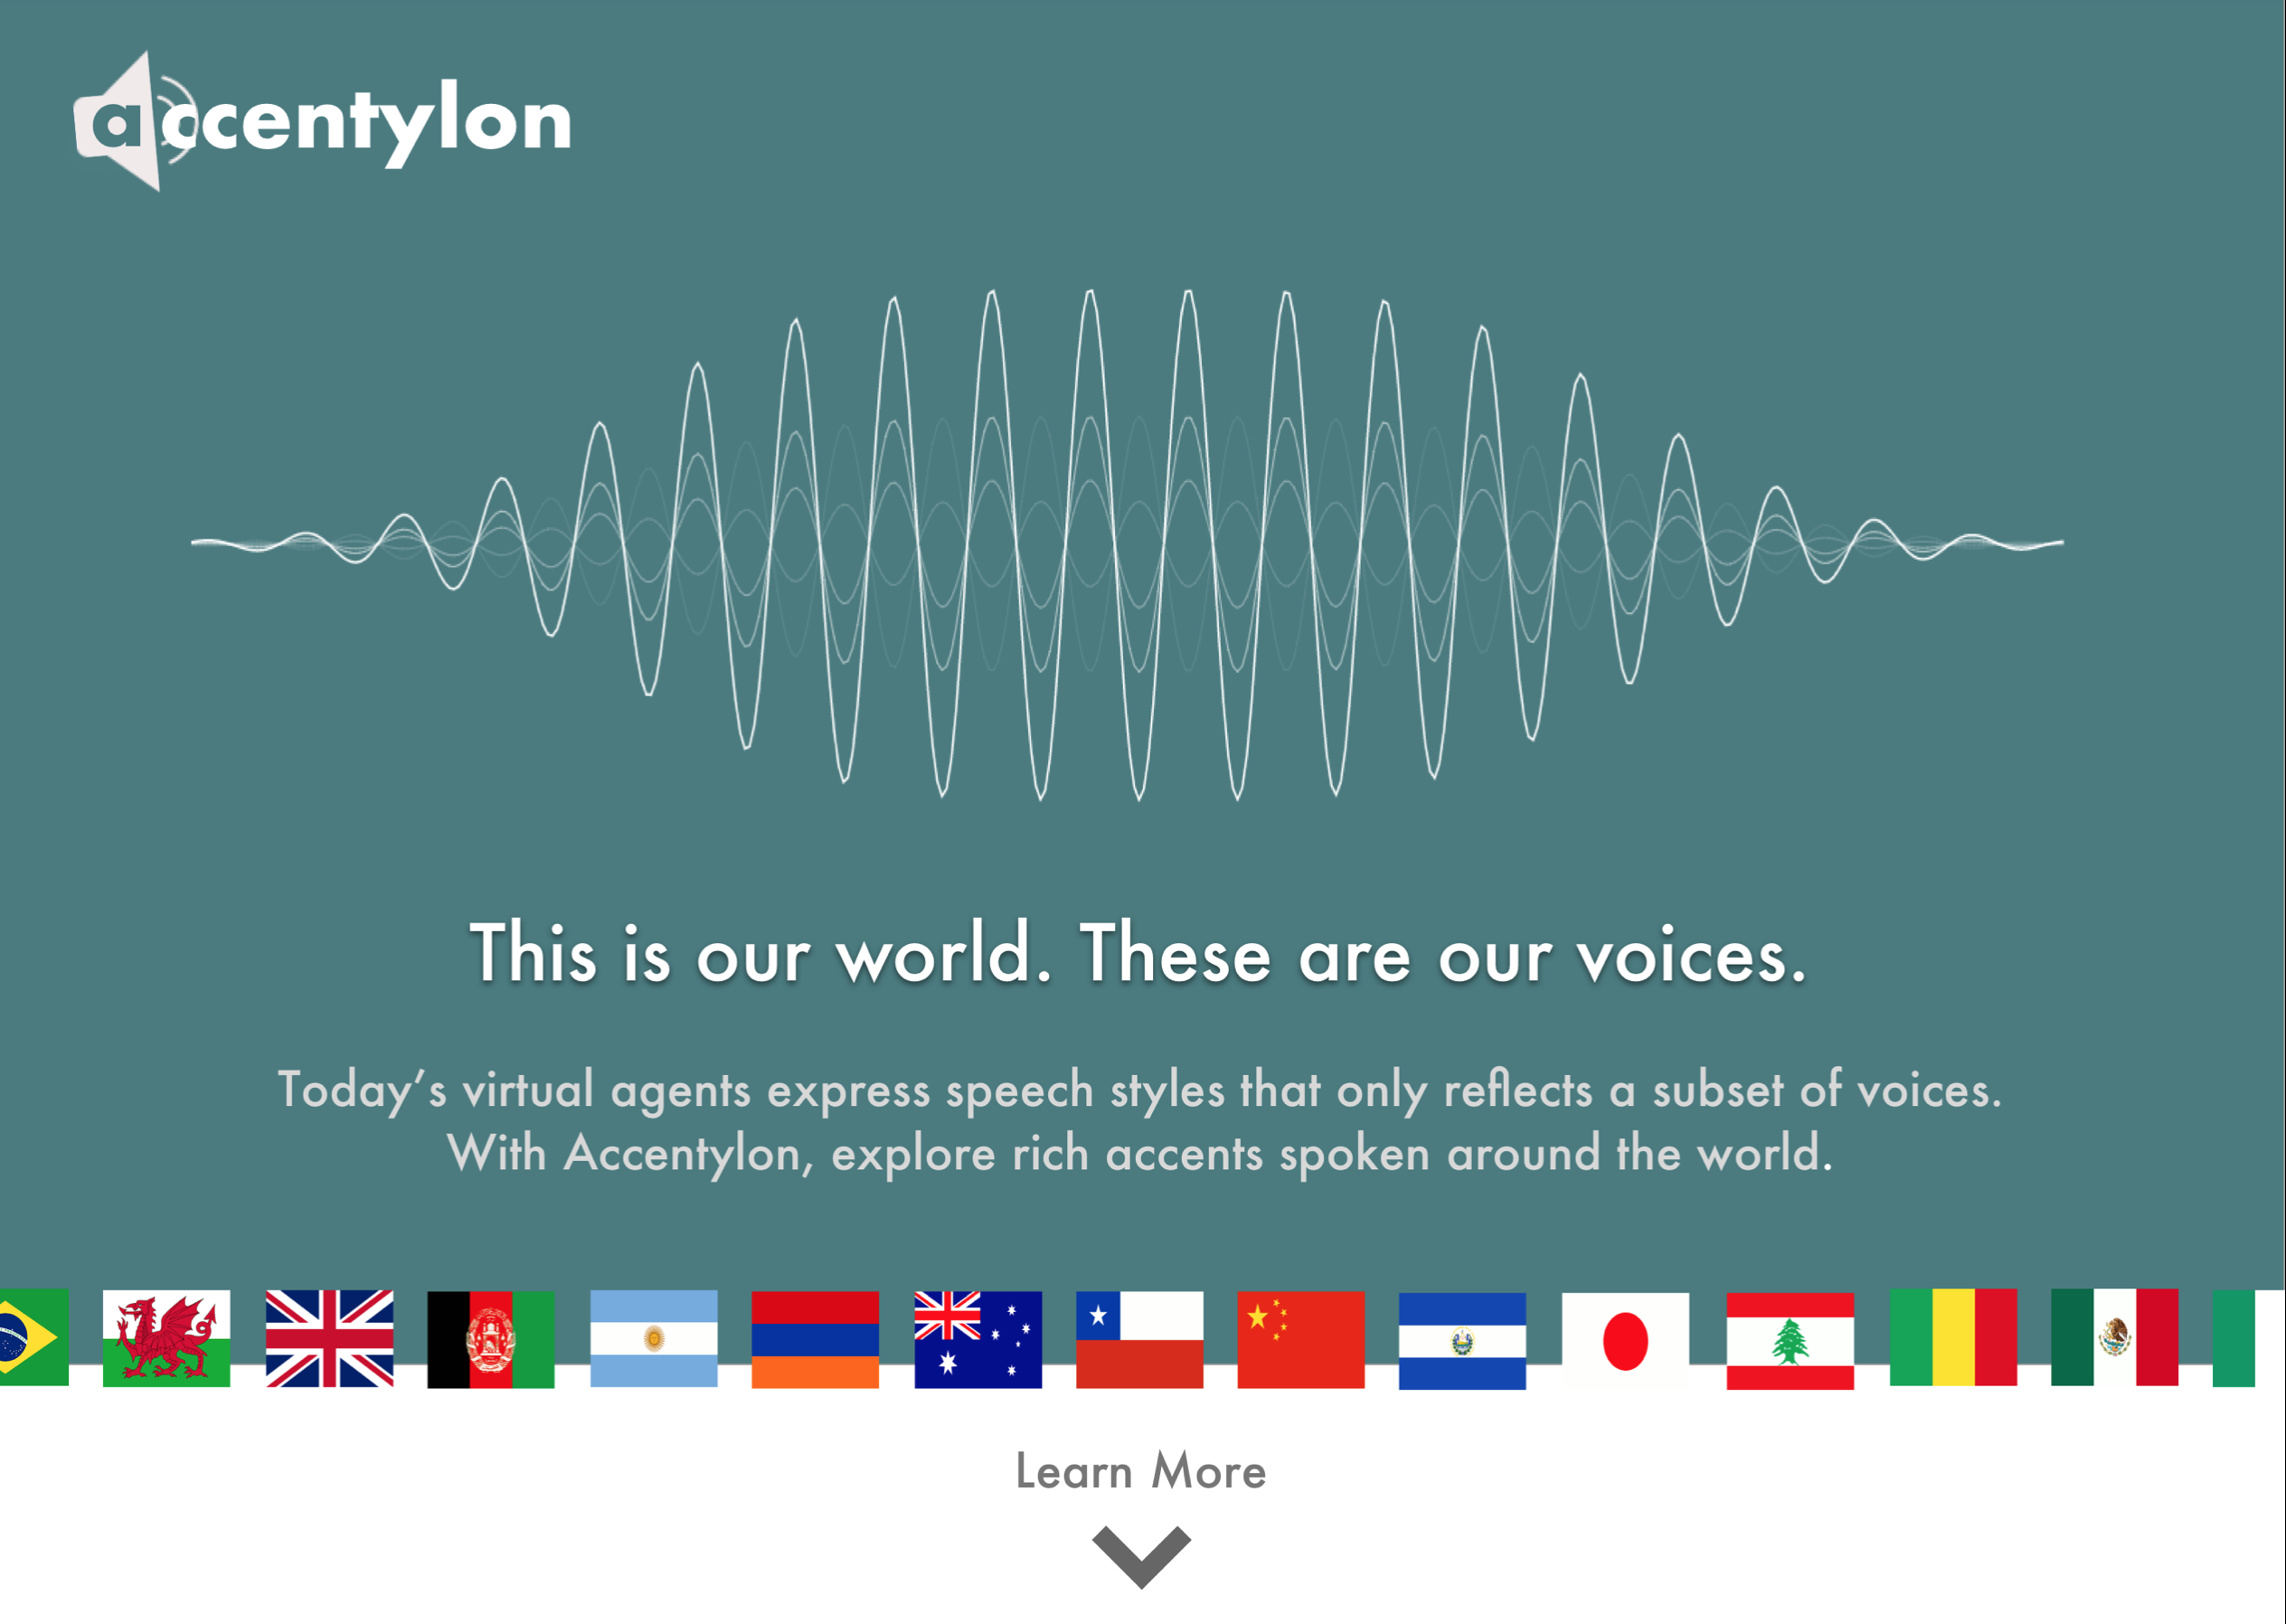 accentylon
This is our world. These are our voices.
Today’s virtual agents express speech styles that only reflects a subset of voices.
With Accentylon, explore rich accents spoken around the world.
Learn More